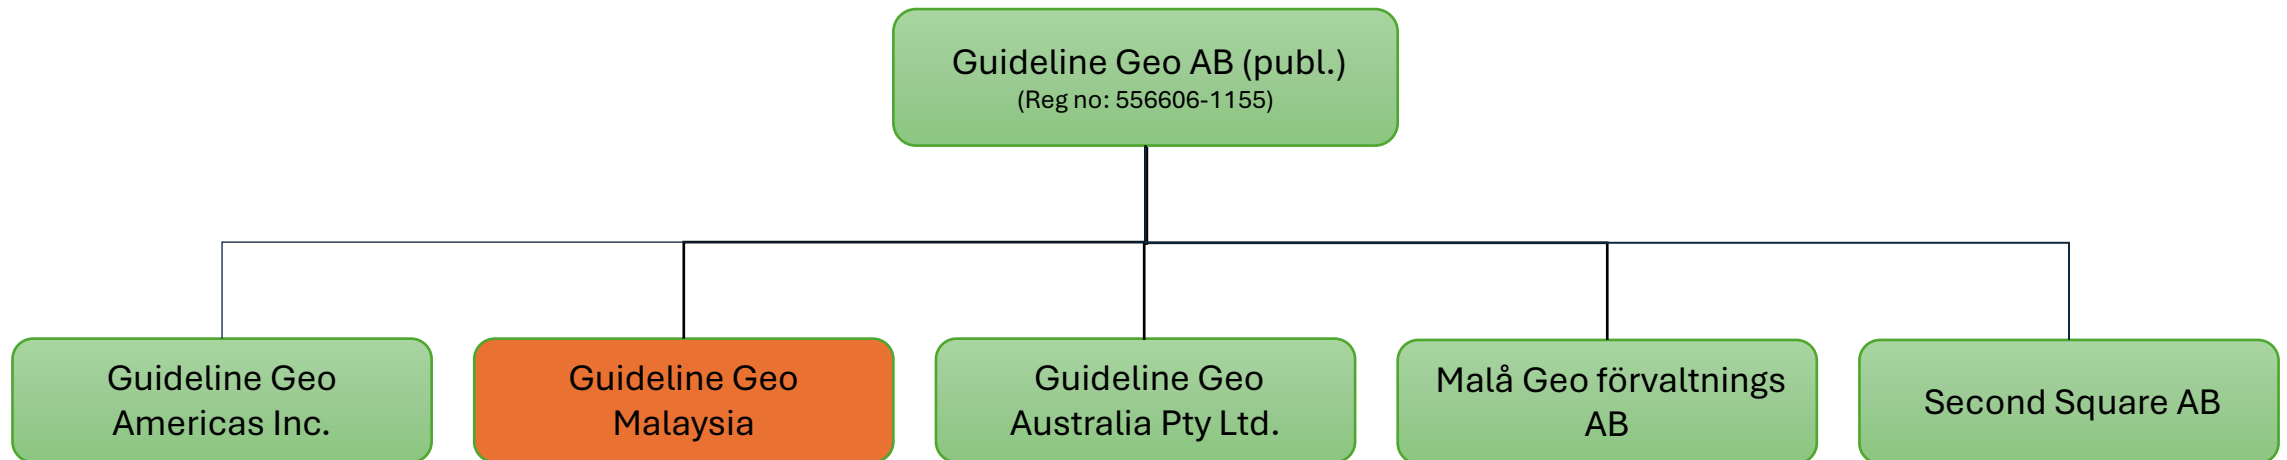 Guideline Geo AB (publ.)
(Reg no: 556606-1155)
Guideline Geo
Americas Inc.
Guideline Geo
Malaysia
Guideline Geo
Australia Pty Ltd.
Malå Geo förvaltnings
AB
Second Square AB